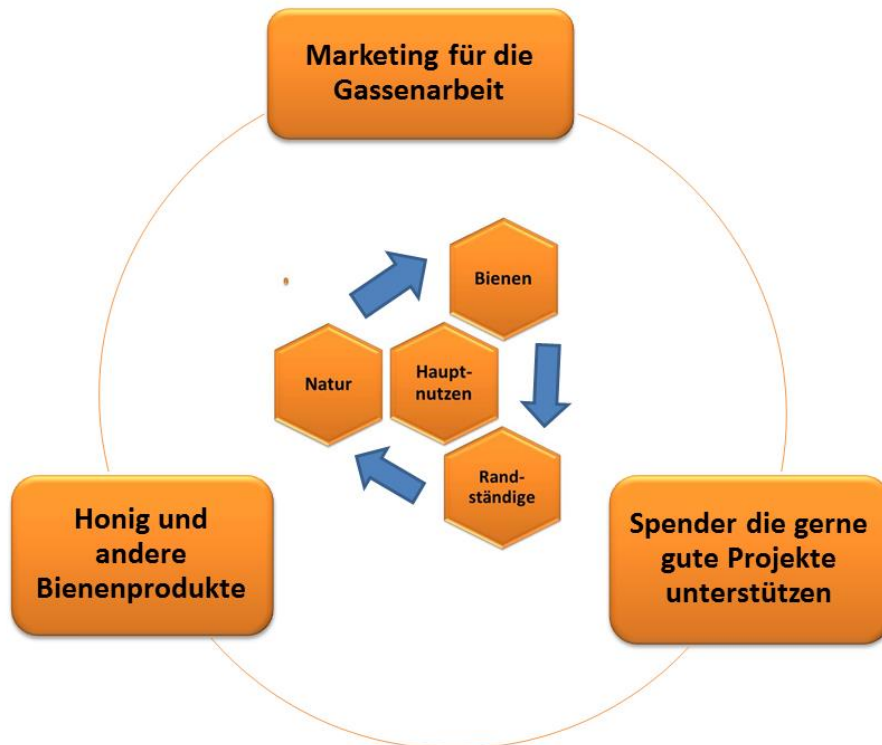 Marketing für die
Gassenarbeit
Bienen
Natur
Haupt-
nutzen
Rand-
ständige
Honig und
andere
Bienenprodukte
Spender die gerne
gute Projekte
unterstützen